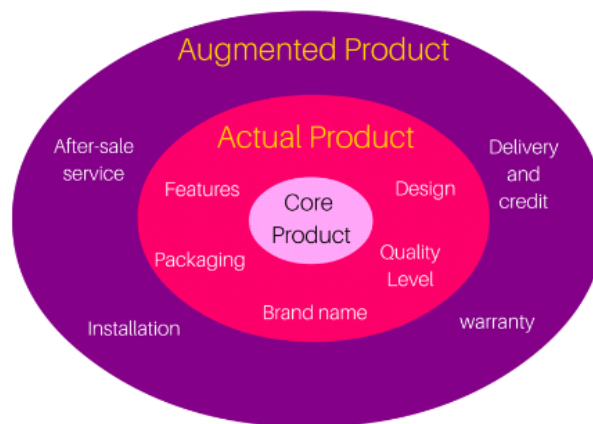 Augmented Product
Actual Product
After-sale
service
Delivery
and
credit
Features
Design
Core
Product
Packaging
Quality
Level
Brand name
Installation
warranty